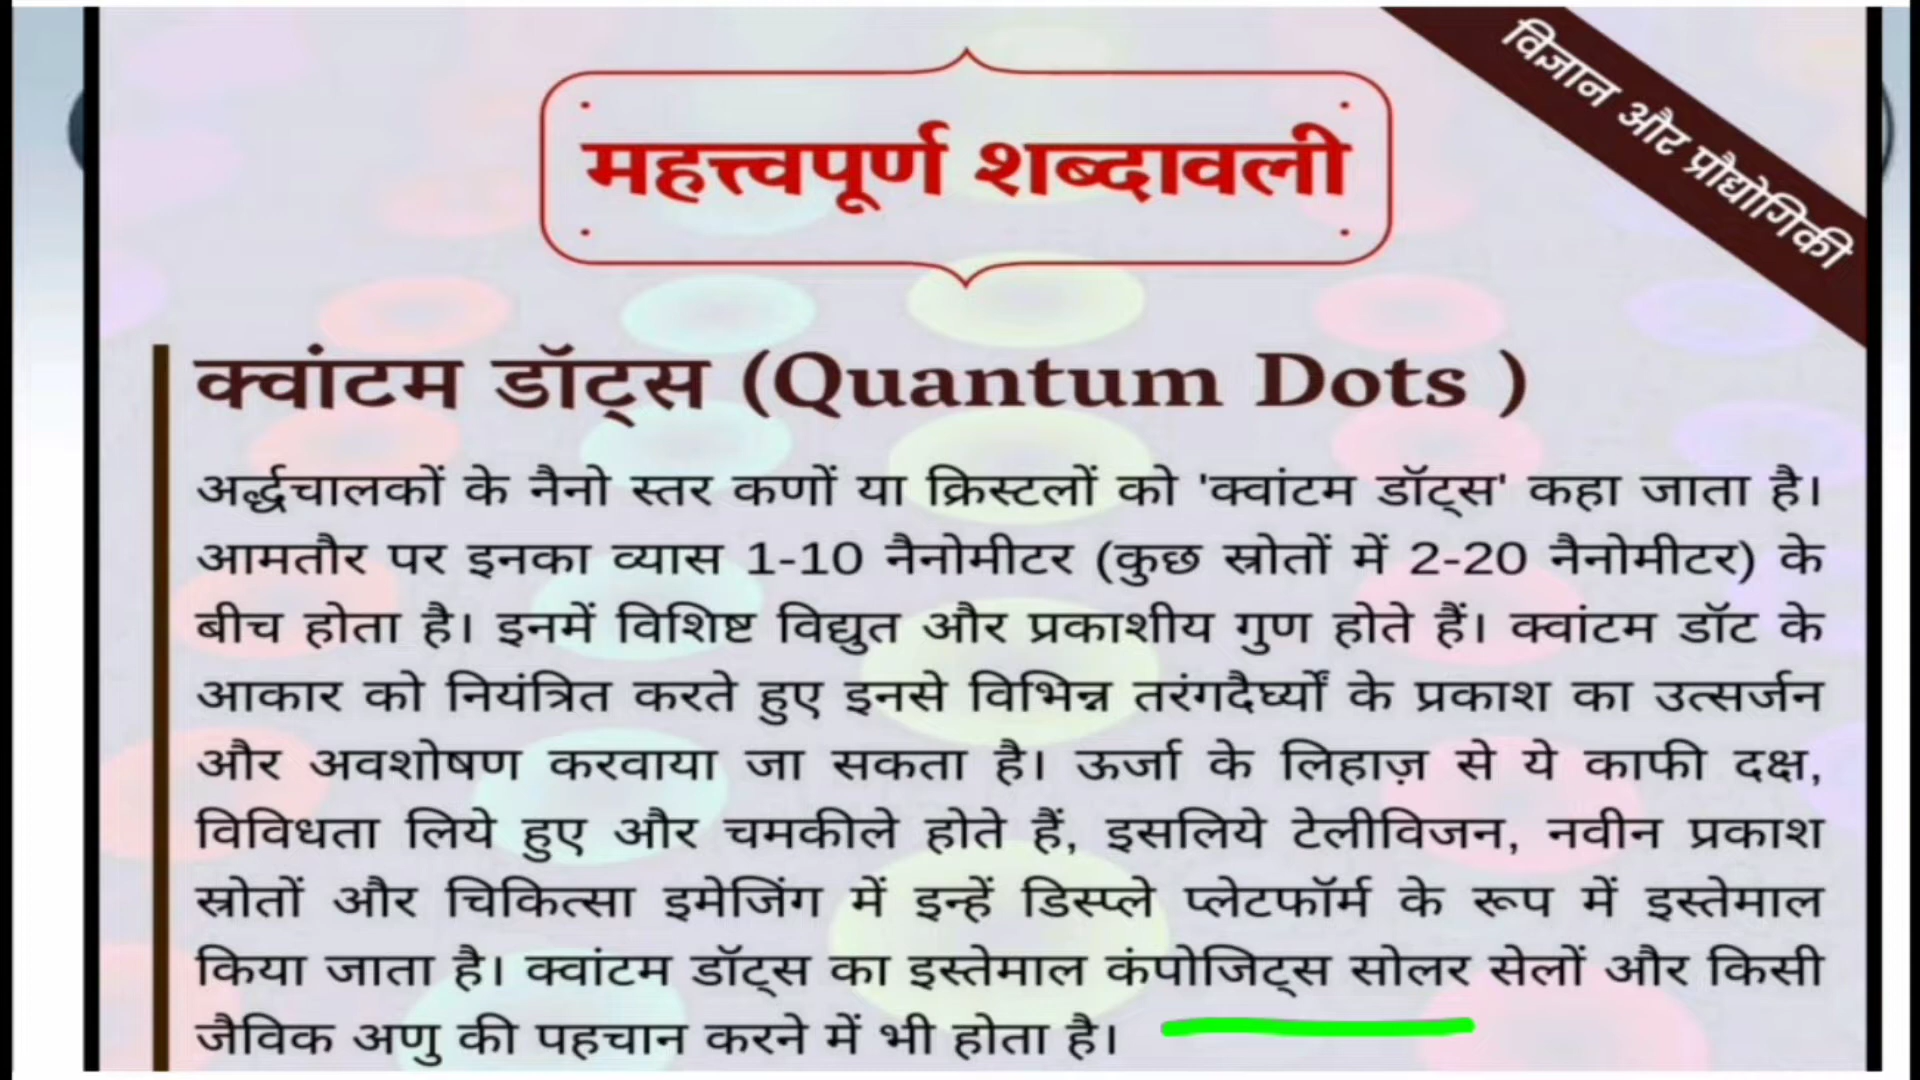 विज्ञान और प्रौद्योगिकी
महत्त्वपूर्ण शब्दावली
क्वांटम डॉट्स (Quantum Dots )
अर्द्धचालकों के नैनो स्तर कणों या क्रिस्टलों को 'क्वांटम डॉट्स' कहा जाता है।
आमतौर पर इनका व्यास 1-10 नैनोमीटर (कुछ स्रोतों में 2-20 नैनोमीटर) के
बीच होता है। इनमें विशिष्ट विद्युत और प्रकाशीय गुण होते हैं। क्वांटम डॉट के
आकार को नियंत्रित करते हुए इनसे विभिन्न तरंगदैर्घ्यों के प्रकाश का उत्सर्जन
और अवशोषण करवाया जा सकता है। ऊर्जा के लिहाज़ से ये काफी दक्ष,
विविधता लिये हुए और चमकीले होते हैं, इसलिये टेलीविजन, नवीन प्रकाश
स्रोतों और चिकित्सा इमेजिंग में इन्हें डिस्प्ले प्लेटफॉर्म के रूप में इस्तेमाल
किया जाता है। क्वांटम डॉट्स का इस्तेमाल कंपोजिट्स सोलर सेलों और किसी
जैविक अणु की पहचान करने में भी होता है।